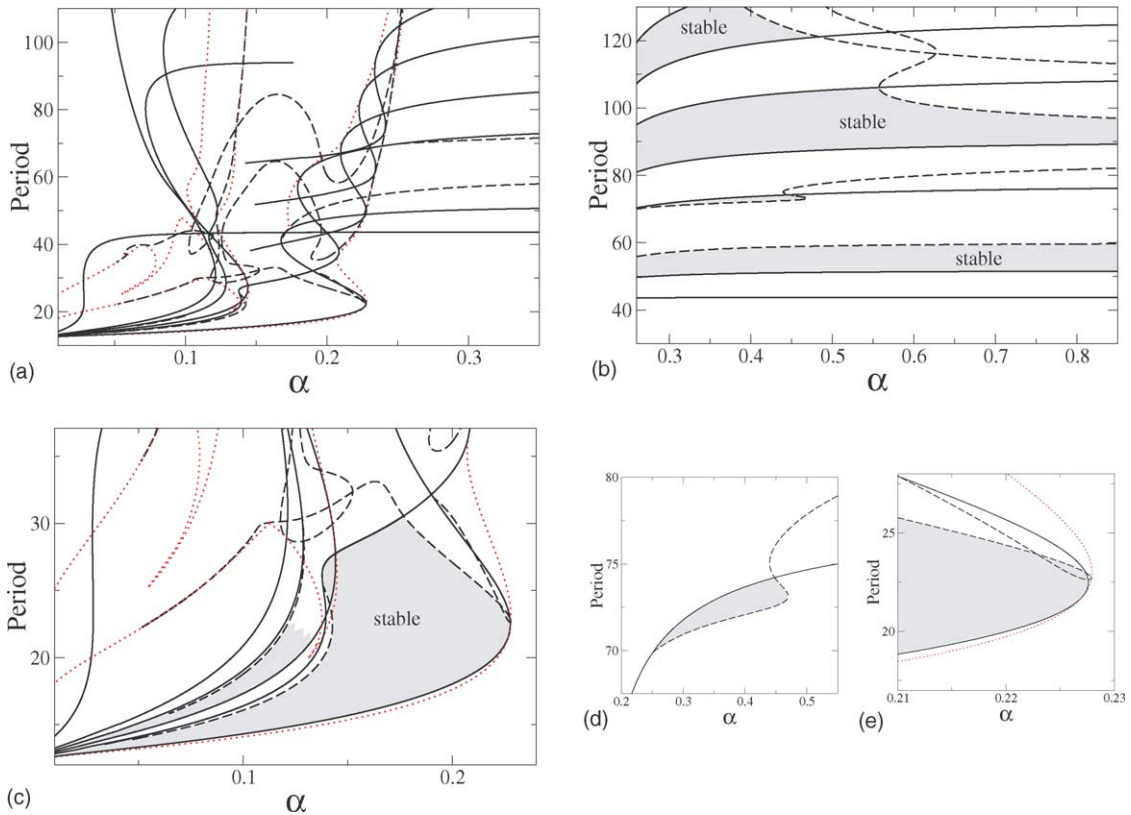 100
80
60
40
20
Period
0.1
0.2
0.3
α
(a)
stable
120
100
80
60
40
Period
stable
stable
0.3
0.4
0.5
0.6
0.7
0.8
α
(b)
30
20
Period
stable
0.1
0.2
α
(c)
80
75
70
Period
0.2
0.3
0.4
0.5
α
(d)
25
20
Period
0.21
0.22
0.23
α
(e)